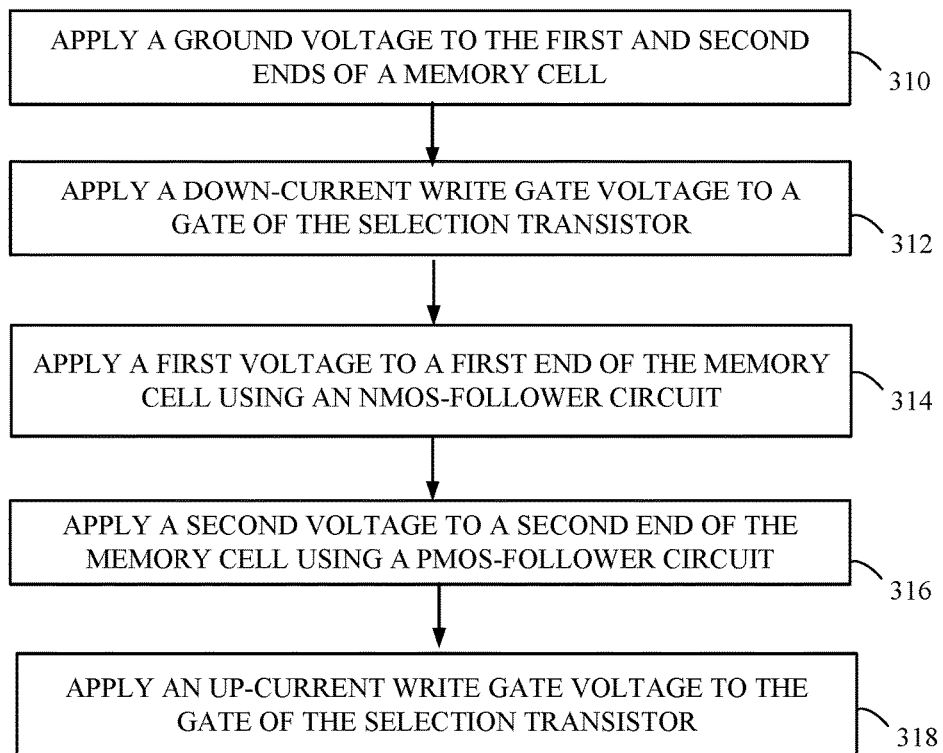 APPLY A GROUND VOLTAGE TO THE FIRST AND SECOND
ENDS OF A MEMORY CELL
310
APPLY A DOWN-CURRENT WRITE GATE VOLTAGE TO A
GATE OF THE SELECTION TRANSISTOR
312
APPLY A FIRST VOLTAGE TO A FIRST END OF THE MEMORY
CELL USING AN NMOS-FOLLOWER CIRCUIT
314
APPLY A SECOND VOLTAGE TO A SECOND END OF THE
MEMORY CELL USING A PMOS-FOLLOWER CIRCUIT
316
APPLY AN UP-CURRENT WRITE GATE VOLTAGE TO THE
GATE OF THE SELECTION TRANSISTOR
318